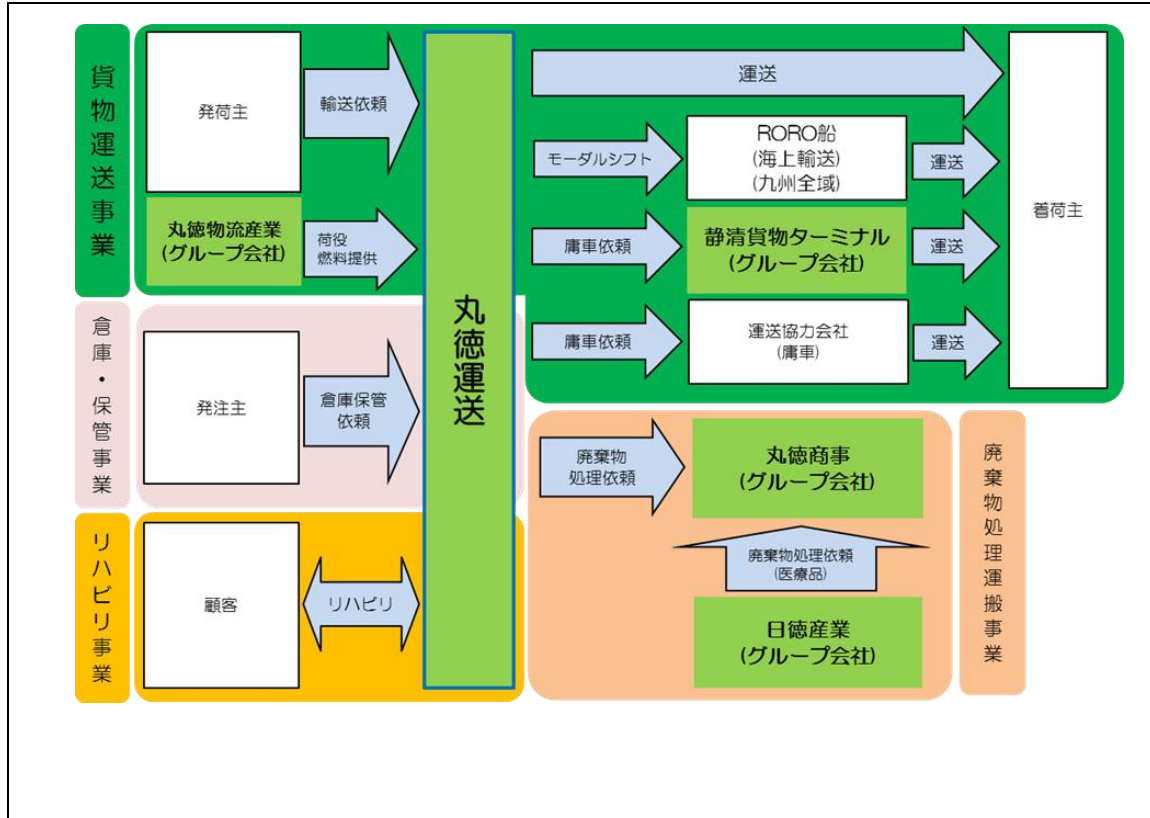 貨物運送事業
発荷主
輸送依頼
丸徳物流産業
(グループ会社)
荷役
燃料提供
倉庫・保管事業
発注主
倉庫保管
依頼
リハビリ事業
顧客
リハビリ
丸徳運送
運送
モーダルシフト
RORO船
(海上輸送)
(九州全域)
運送
庸車依頼
静清貨物ターミナル
(グループ会社)
運送
庸車依頼
運送協力会社
(庸車)
運送
着荷主
廃棄物
処理依頼
丸徳商事
(グループ会社)
廃棄物処理依頼
(医療品)
日徳産業
(グループ会社)
廃棄物処理運搬事業